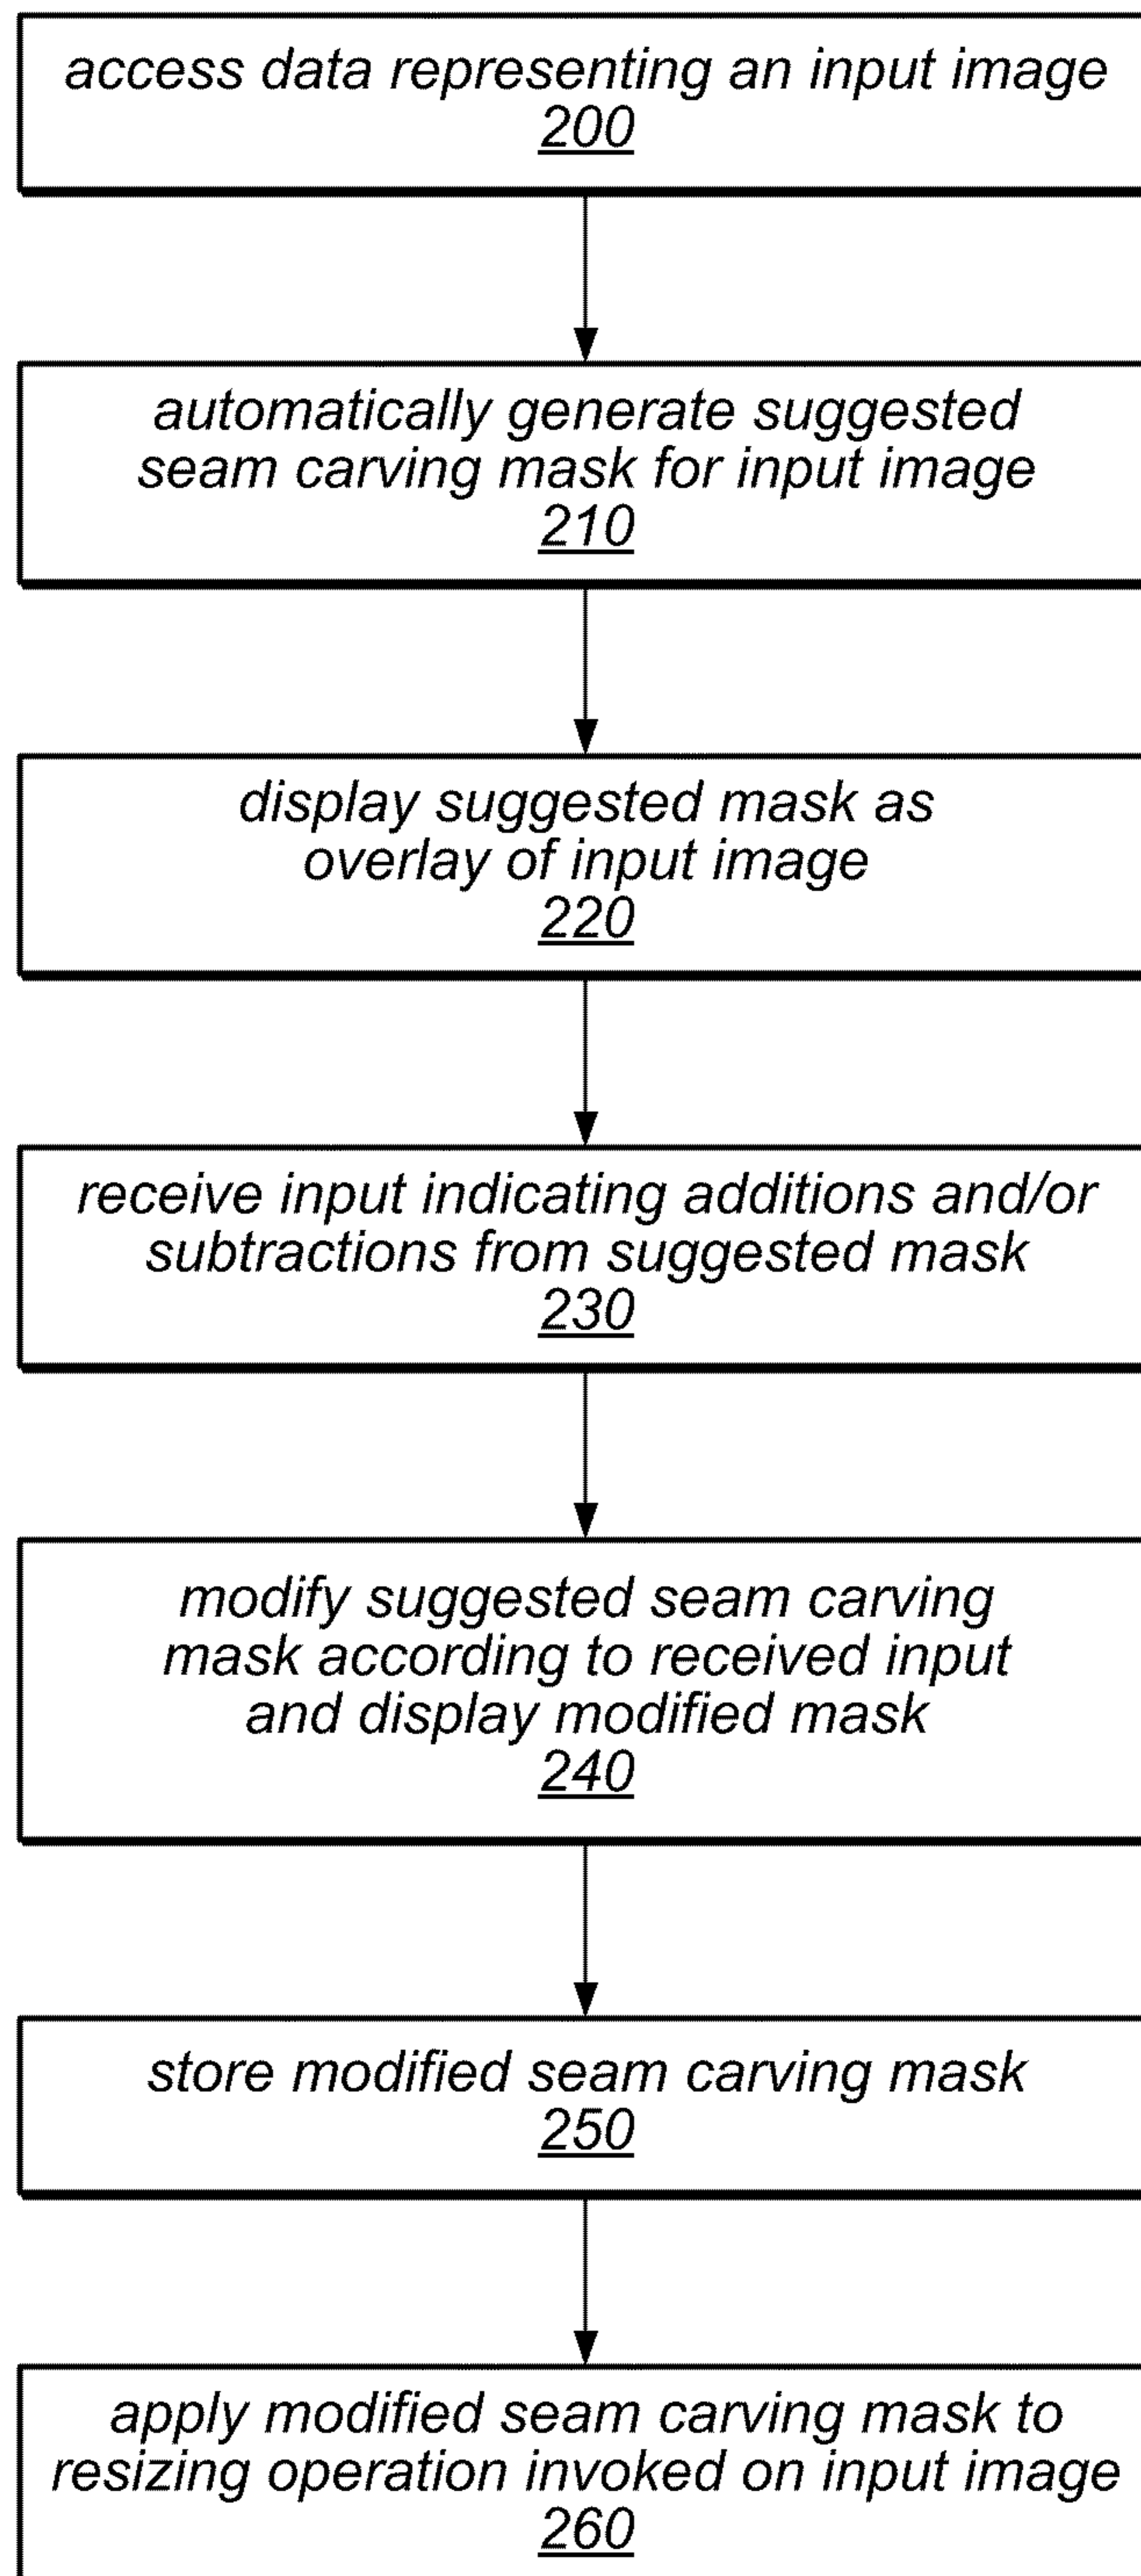 access data representing an input image
200
automatically generate suggested
seam carving mask for input image
210
display suggested mask as
overlay of input image
220
receive input indicating additions and/or
subtractions from suggested mask
230
modify suggested seam carving
mask according to received input
and display modified mask
240
store modified seam carving mask
250
apply modified seam carving mask to
resizing operation invoked on input image
260